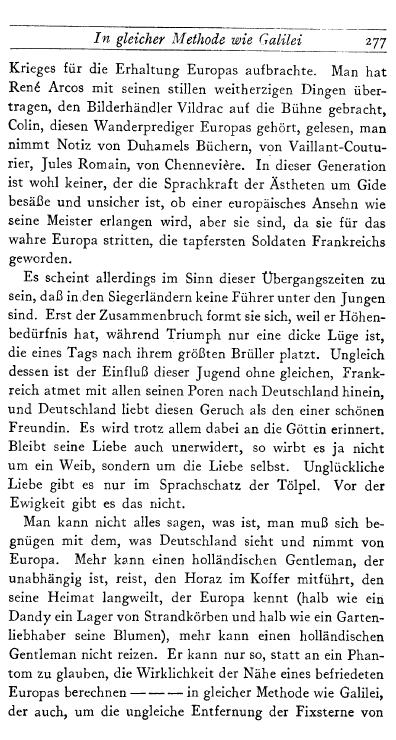 In gleicher Methode wie Galilei 277
Krieges für die Erhaltung Europas aufbrachte. Man hat
René Arcos mit seinen stillen weitherzigen Dingen über-
tragen, den Bilderhändler Vildrac auf die Bühne gebracht,
Colin, diesen Wanderprediger Europas gehört, gelesen, man
nimmt Notiz von Duhamels Büchern, von Vaillant-Coutu-
rier, Jules Romain, von Chennevière. In dieser Generation
ist wohl keiner, der die Sprachkraft der Ästheten um Gide
besäße und unsicher ist, ob einer europäisches Ansehn wie
seine Meister erlangen wird, aber sie sind, da sie für das
wahre Europa stritten, die tapfersten Soldaten Frankreichs
geworden.
Es scheint allerdings im Sinn dieser Übergangszeiten zu
sein, daß in den Siegerländern keine Führer unter den Jungen
sind. Erst der Zusammenbruch formt sie sich, weil er Höhen-
bedürfnis hat, während Triumph nur eine dicke Lüge ist,
die eines Tags nach ihrem größten Brüller platzt. Ungleich
dessen ist der Einfluß dieser Jugend ohne gleichen, Frank-
reich atmet mit allen seinen Poren nach Deutschland hinein,
und Deutschland liebt diesen Geruch als den einer schönen
Freundin. Es wird trotz allem dabei an die Göttin erinnert.
Bleibt seine Liebe auch unerwidert, so wirbt es ja nicht
um ein Weib, sondern um die Liebe selbst. Unglückliche
Liebe gibt es nur im Sprachschatz der Tölpel. Vor der
Ewigkeit gibt es das nicht.
Man kann nicht alles sagen, was ist, man muß sich be-
gnügen mit dem, was Deutschland sieht und nimmt von
Europa. Mehr kann einen holländischen Gentleman, der
unabhängig ist, reist, den Horaz im Koffer mitführt, den
seine Heimat langweilt, der Europa kennt (halb wie ein
Dandy ein Lager von Strandkörben und halb wie ein Garten-
liebhaber seine Blumen), mehr kann einen holländischen
Gentleman nicht reizen. Er kann nur so, statt an ein Phan-
tom zu glauben, die Wirklichkeit der Nähe eines befriedeten
Europas berechnen — — — in gleicher Methode wie Galilei,
der auch, um die ungleiche Entfernung der Fixsterne von